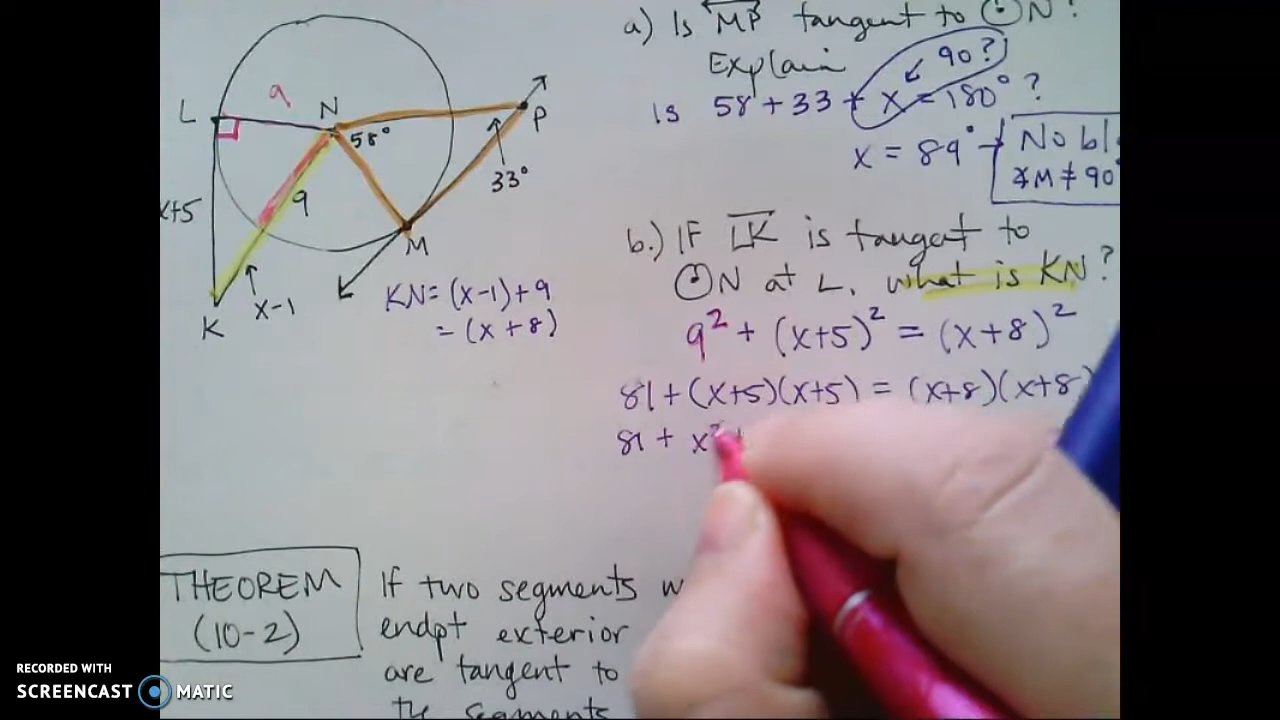 a) Is MP tangent to ⊙N?
Explain
90°?
Is 58 + 33 + x = 180° ?
x = 89° → No b/c
∡M ≠ 90°
L
9
N
58°
P
33°
x+5
9
M
K
x-1
KN = (x-1)+9
= (x + 8)
b.) IF LK is tangent to
⊙N at L, what is KN?
9² + (x+5)² = (x+8)²
81 + (x+5)(x+5) = (x+8)(x+8)
81 + x² +
THEOREM
(10-2)
If two segments w
endpt exterior
are tangent to
the segments
RECORDED WITH
SCREENCAST MATIC